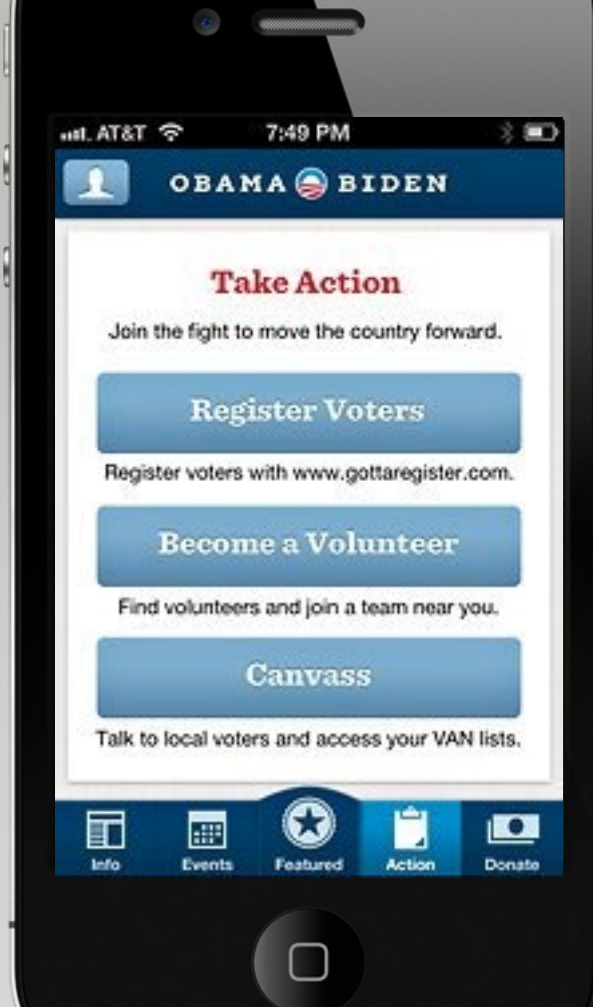 AT&T 7:49 PM
OBAMA BIDEN
Take Action
Join the fight to move the country forward.
Register Voters
Register voters with www.gottaregister.com.
Become a Volunteer
Find volunteers and join a team near you.
Canvass
Talk to local voters and access your VAN lists.
Info Events Featured Action Donate